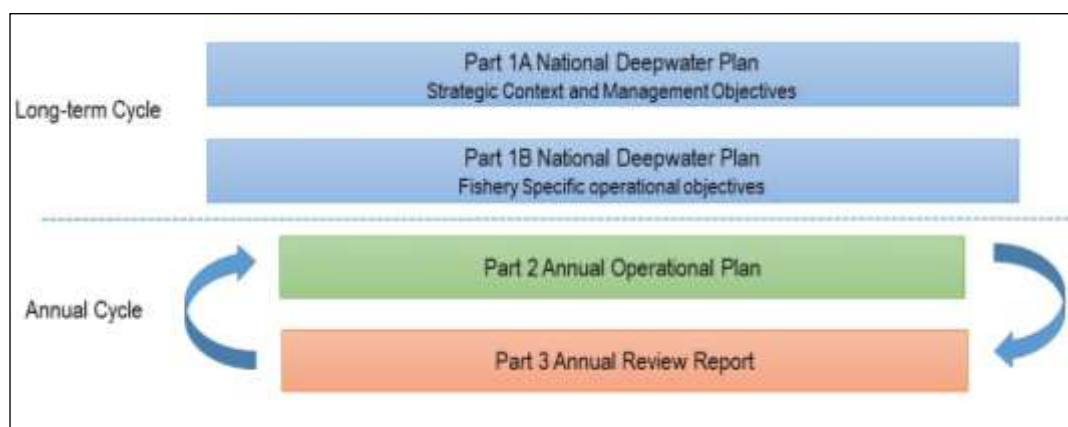 Part 1A National Deepwater Plan
Strategic Context and Management Objectives
Long-term Cycle
Part 1B National Deepwater Plan
Fishery Specific operational objectives
Part 2 Annual Operational Plan
Annual Cycle
Part 3 Annual Review Report